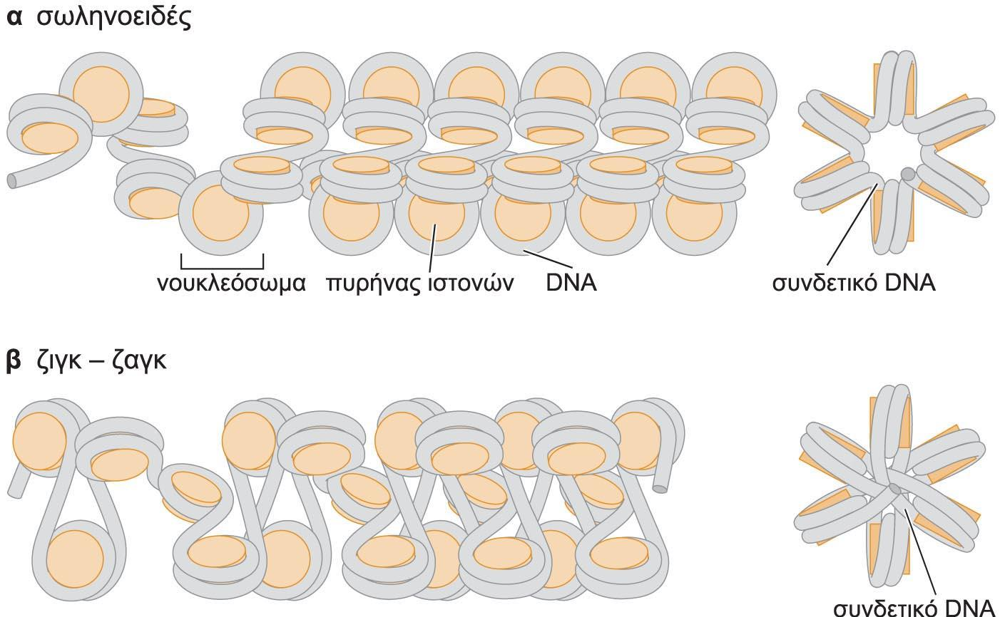 α σωληνοειδές
νουκλεόσωμα πυρήνας ιστονών DNA συνδετικό DNA
β ζιγκ – ζαγκ
συνδετικό DNA